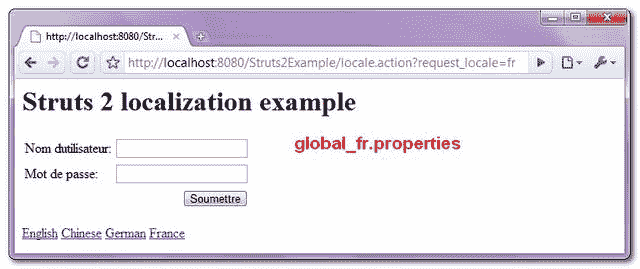 http://localhost:8080/Stru...
http://localhost:8080/Struts2Example/locale.action?request_locale=fr
Struts 2 localization example
Nom dutilisateur:
global_fr.properties
Mot de passe:
Soumettre
English Chinese German France